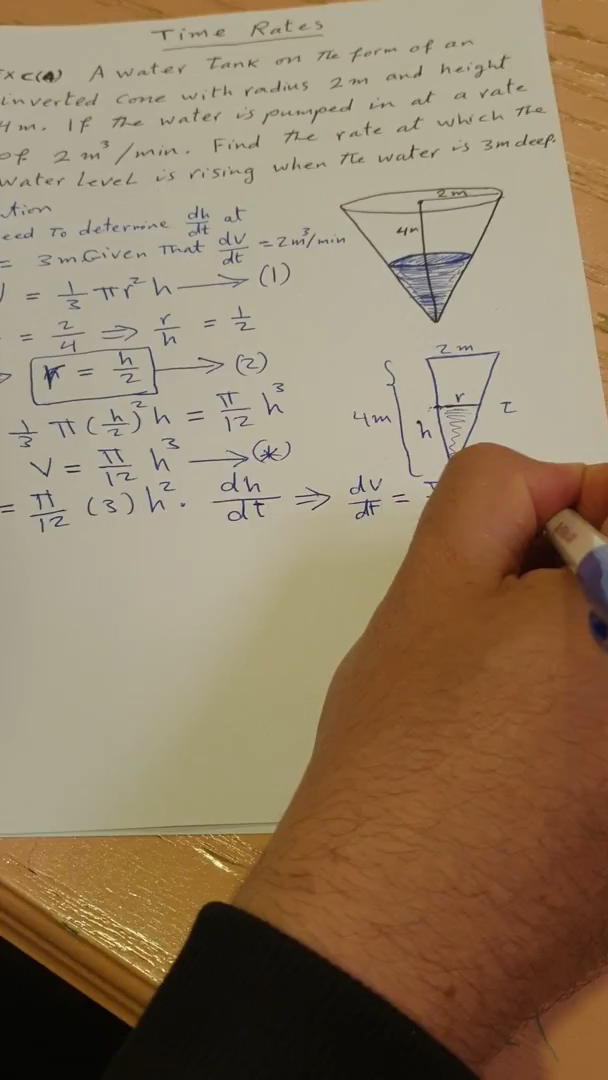 Time Rates
Exc(4) A water Tank on the form of an
inverted cone with radius 2m and height
4m. If the water is pumped in at a rate
of 2 m³/min. Find the rate at which the
water Level is rising when the water is 3m deep.
2m
4m
ution
eed To determine dh/dt at
= 3m Given That dv/dt = 2m³/min
= 1/3 πr²h → (1)
= 2/4 ⇒ r/h = 1/2
r = h/2 → (2)
2m
r
4m
h
1/3 π(h/2)² h = π/12 h³
V = π/12 h³ → (*)
= π/12 (3) h² . dh/dt ⇒ dv/dt =